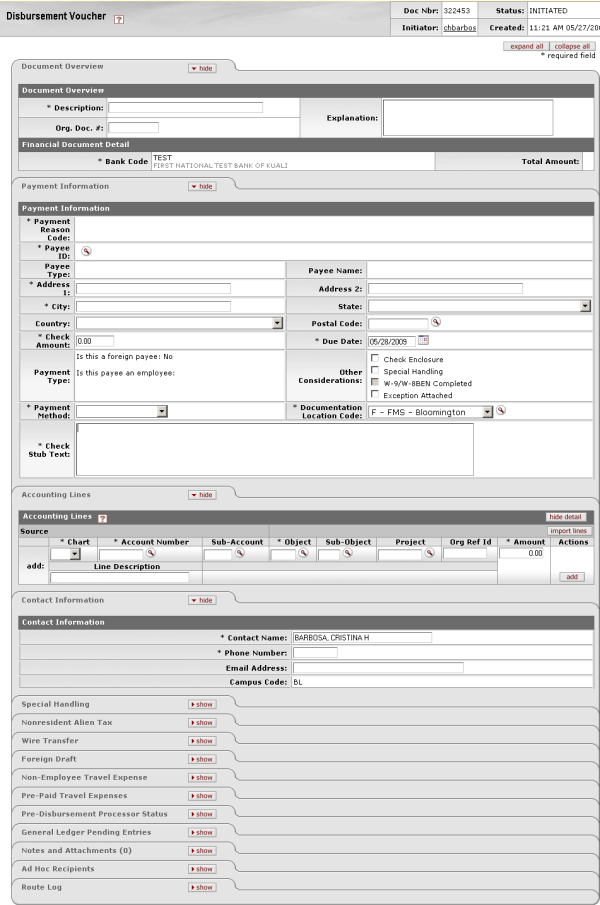 Disbursement Voucher ?
Doc Nbr: 322453 Status: INITIATED
Initiator: chbarbos Created: 11:21 AM 05/27/200
expand all collapse all
* required field
Document Overview hide
Document Overview
* Description: Explanation:
Org. Doc. #:
Financial Document Detail
* Bank Code TEST Total Amount:
FIRST NATIONAL TEST BANK OF KUALI
Payment Information hide
Payment Information
* Payment
Reason
Code:
* Payee
ID:
Payee
Type: Payee Name:
* Address
1: Address 2:
* City: State:
Country: Postal Code:
* Check
Amount: 0.00 * Due Date: 05/28/2009
Payment
Type: Is this a foreign payee: No
Is this payee an employee:
Other
Considerations: Check Enclosure
Special Handling
W-9/W-8BEN Completed
Exception Attached
* Payment
Method: * Documentation
Location Code: F - FMS - Bloomington
* Check
Stub Text:
Accounting Lines hide
Accounting Lines ? hide detail
Source import lines
* Chart * Account Number Sub-Account * Object Sub-Object Project Org Ref Id * Amount Actions
add: 0.00
Line Description
add
Contact Information hide
Contact Information
* Contact Name: BARBOSA, CRISTINA H
* Phone Number:
Email Address:
Campus Code: BL
Special Handling show
Nonresident Alien Tax show
Wire Transfer show
Foreign Draft show
Non-Employee Travel Expense show
Pre-Paid Travel Expenses show
Pre-Disbursement Processor Status show
General Ledger Pending Entries show
Notes and Attachments (0) show
Ad Hoc Recipients show
Route Log show